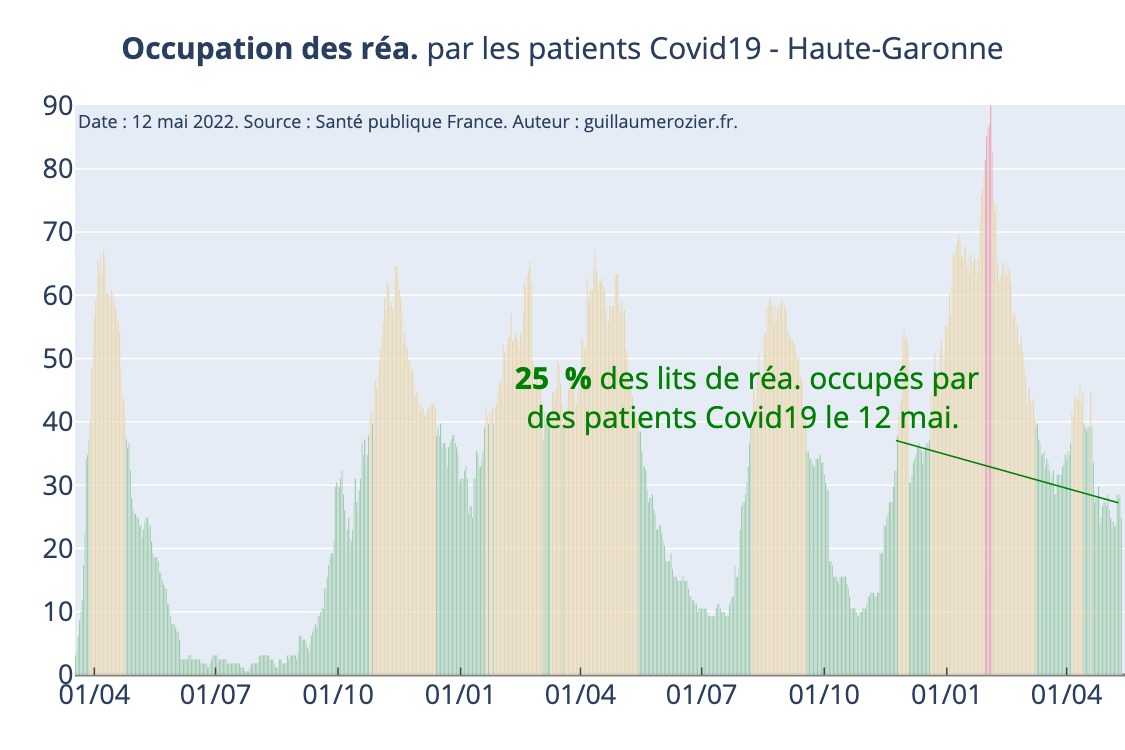 Occupation des réa. par les patients Covid19 - Haute-Garonne
90
Date : 12 mai 2022. Source : Santé publique France. Auteur : guillaumerozier.fr.
80
70
60
50
25 % des lits de réa. occupés par
des patients Covid19 le 12 mai.
40
30
20
10
0
01/04 01/07 01/10 01/01 01/04 01/07 01/10 01/01 01/04